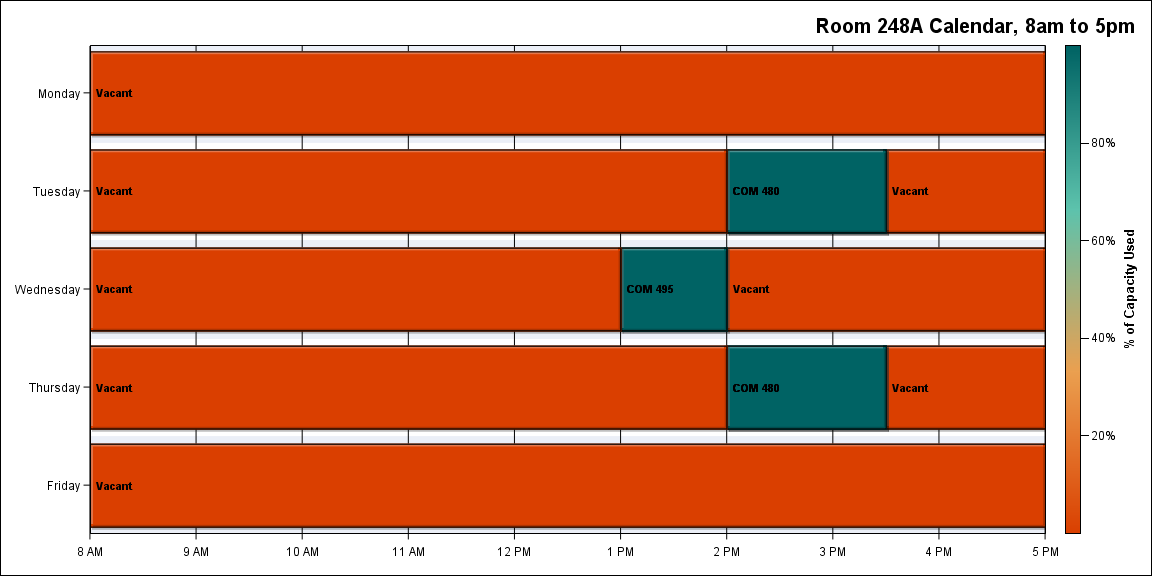 Room 248A Calendar, 8am to 5pm
Monday
Vacant
Tuesday
Vacant
COM 480
Vacant
Wednesday
Vacant
COM 495
Vacant
Thursday
Vacant
COM 480
Vacant
Friday
Vacant
8 AM
9 AM
10 AM
11 AM
12 PM
1 PM
2 PM
3 PM
4 PM
5 PM
80%
60%
40%
20%
% of Capacity Used